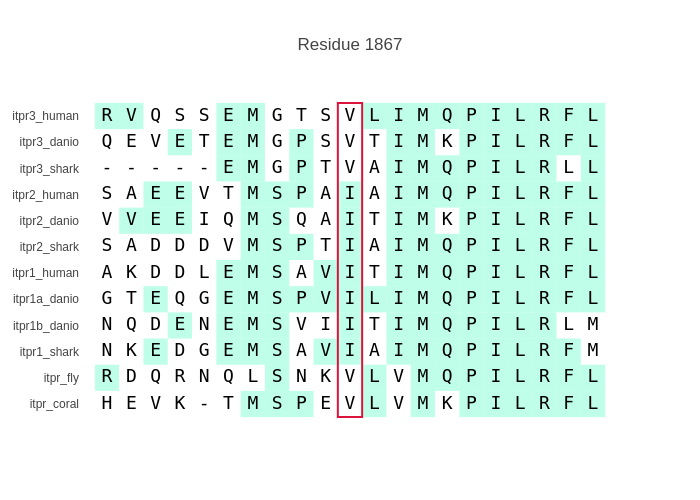 Residue 1867
itpr3_human R V Q S S E M G T S V L I M Q P I L R F L
itpr3_danio Q E V E T E M G P S V T I M K P I L R F L
itpr3_shark - - - - - E M G P T V A I M Q P I L R L L
itpr2_human S A E E V T M S P A I A I M Q P I L R F L
itpr2_danio V V E E I Q M S Q A I T I M K P I L R F L
itpr2_shark S A D D D V M S P T I A I M Q P I L R F L
itpr1_human A K D D L E M S A V I T I M Q P I L R F L
itpr1a_danio G T E Q G E M S P V I L I M Q P I L R F L
itpr1b_danio N Q D E N E M S V I I T I M Q P I L R L M
itpr1_shark N K E D G E M S A V I A I M Q P I L R F M
itpr_fly R D Q R N Q L S N K V L V M Q P I L R F L
itpr_coral H E V K - T M S P E V L V M K P I L R F L